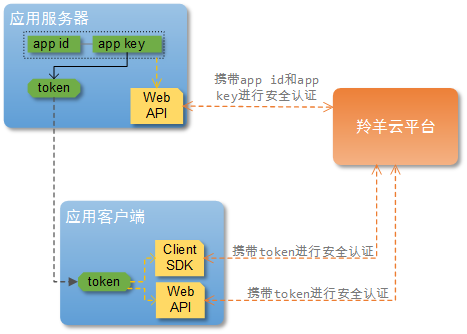 应用服务器
app id
app key
token
Web
API
携带app id和app
key进行安全认证
羚羊云平台
应用客户端
Client
SDK
携带token进行安全认证
token
Web
API
携带token进行安全认证